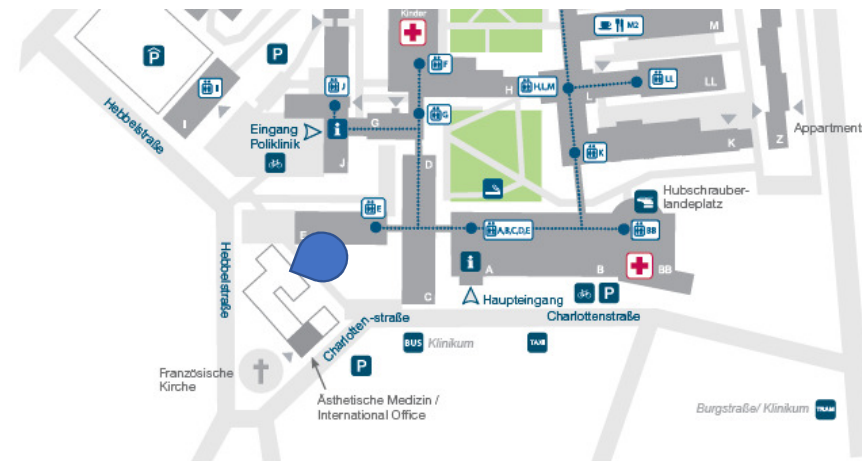 Kinder
M2
M
P
P
F
J
I
I
H
H,L,M
L
LL
LL
Hebbelstraße
G
G
Eingang
Poliklinik
i
J
D
K
K
Z
Appartment
Hubschrauber-
landeplatz
E
E
A,B,C,D,E
BB
i
A
B
BB
C
Hebbelstraße
Haupteingang
P
Charlottenstraße
Charlotten-straße
BUS Klinikum
TAXI
P
Französische
Kirche
Ästhetische Medizin /
International Office
Burgstraße/ Klinikum TRAM